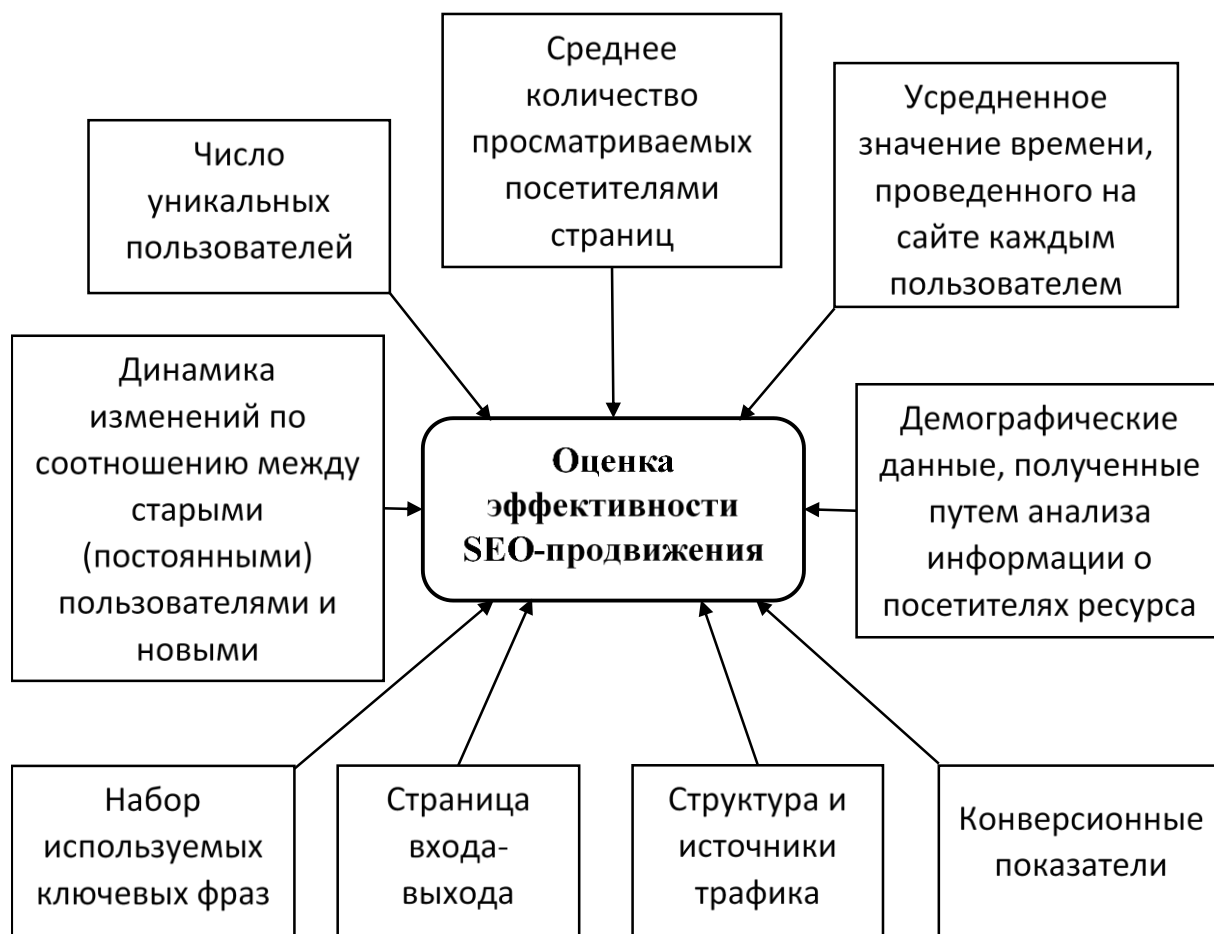 Число
уникальных
пользователей
Среднее
количество
просматриваемых
посетителями
страниц
Усредненное
значение времени,
проведенного на
сайте каждым
пользователем
Динамика
изменений по
соотношению между
старыми
(постоянными)
пользователями и
новыми
Оценка
эффективности
SEO-продвижения
Демографические
данные, полученные
путем анализа
информации о
посетителях ресурса
Набор
используемых
ключевых фраз
Страница
входа-
выхода
Структура и
источники
трафика
Конверсионные
показатели